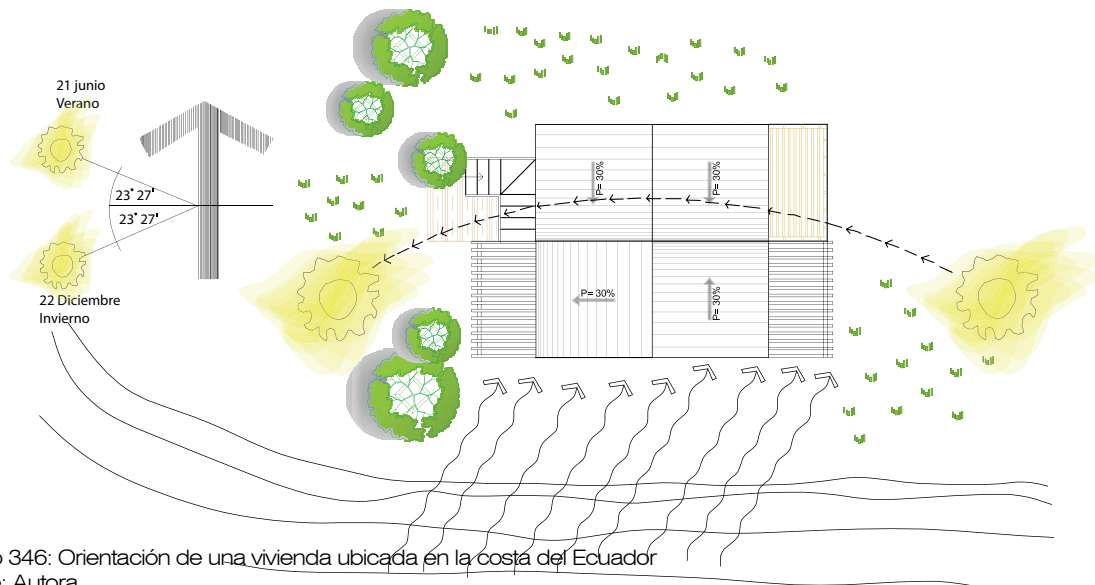 21 junio
Verano
23° 27'
23° 27'
22 Diciembre
Invierno
P= 30%
P= 30%
P= 30%
P= 30%
346: Orientación de una vivienda ubicada en la costa del Ecuador
: Autora